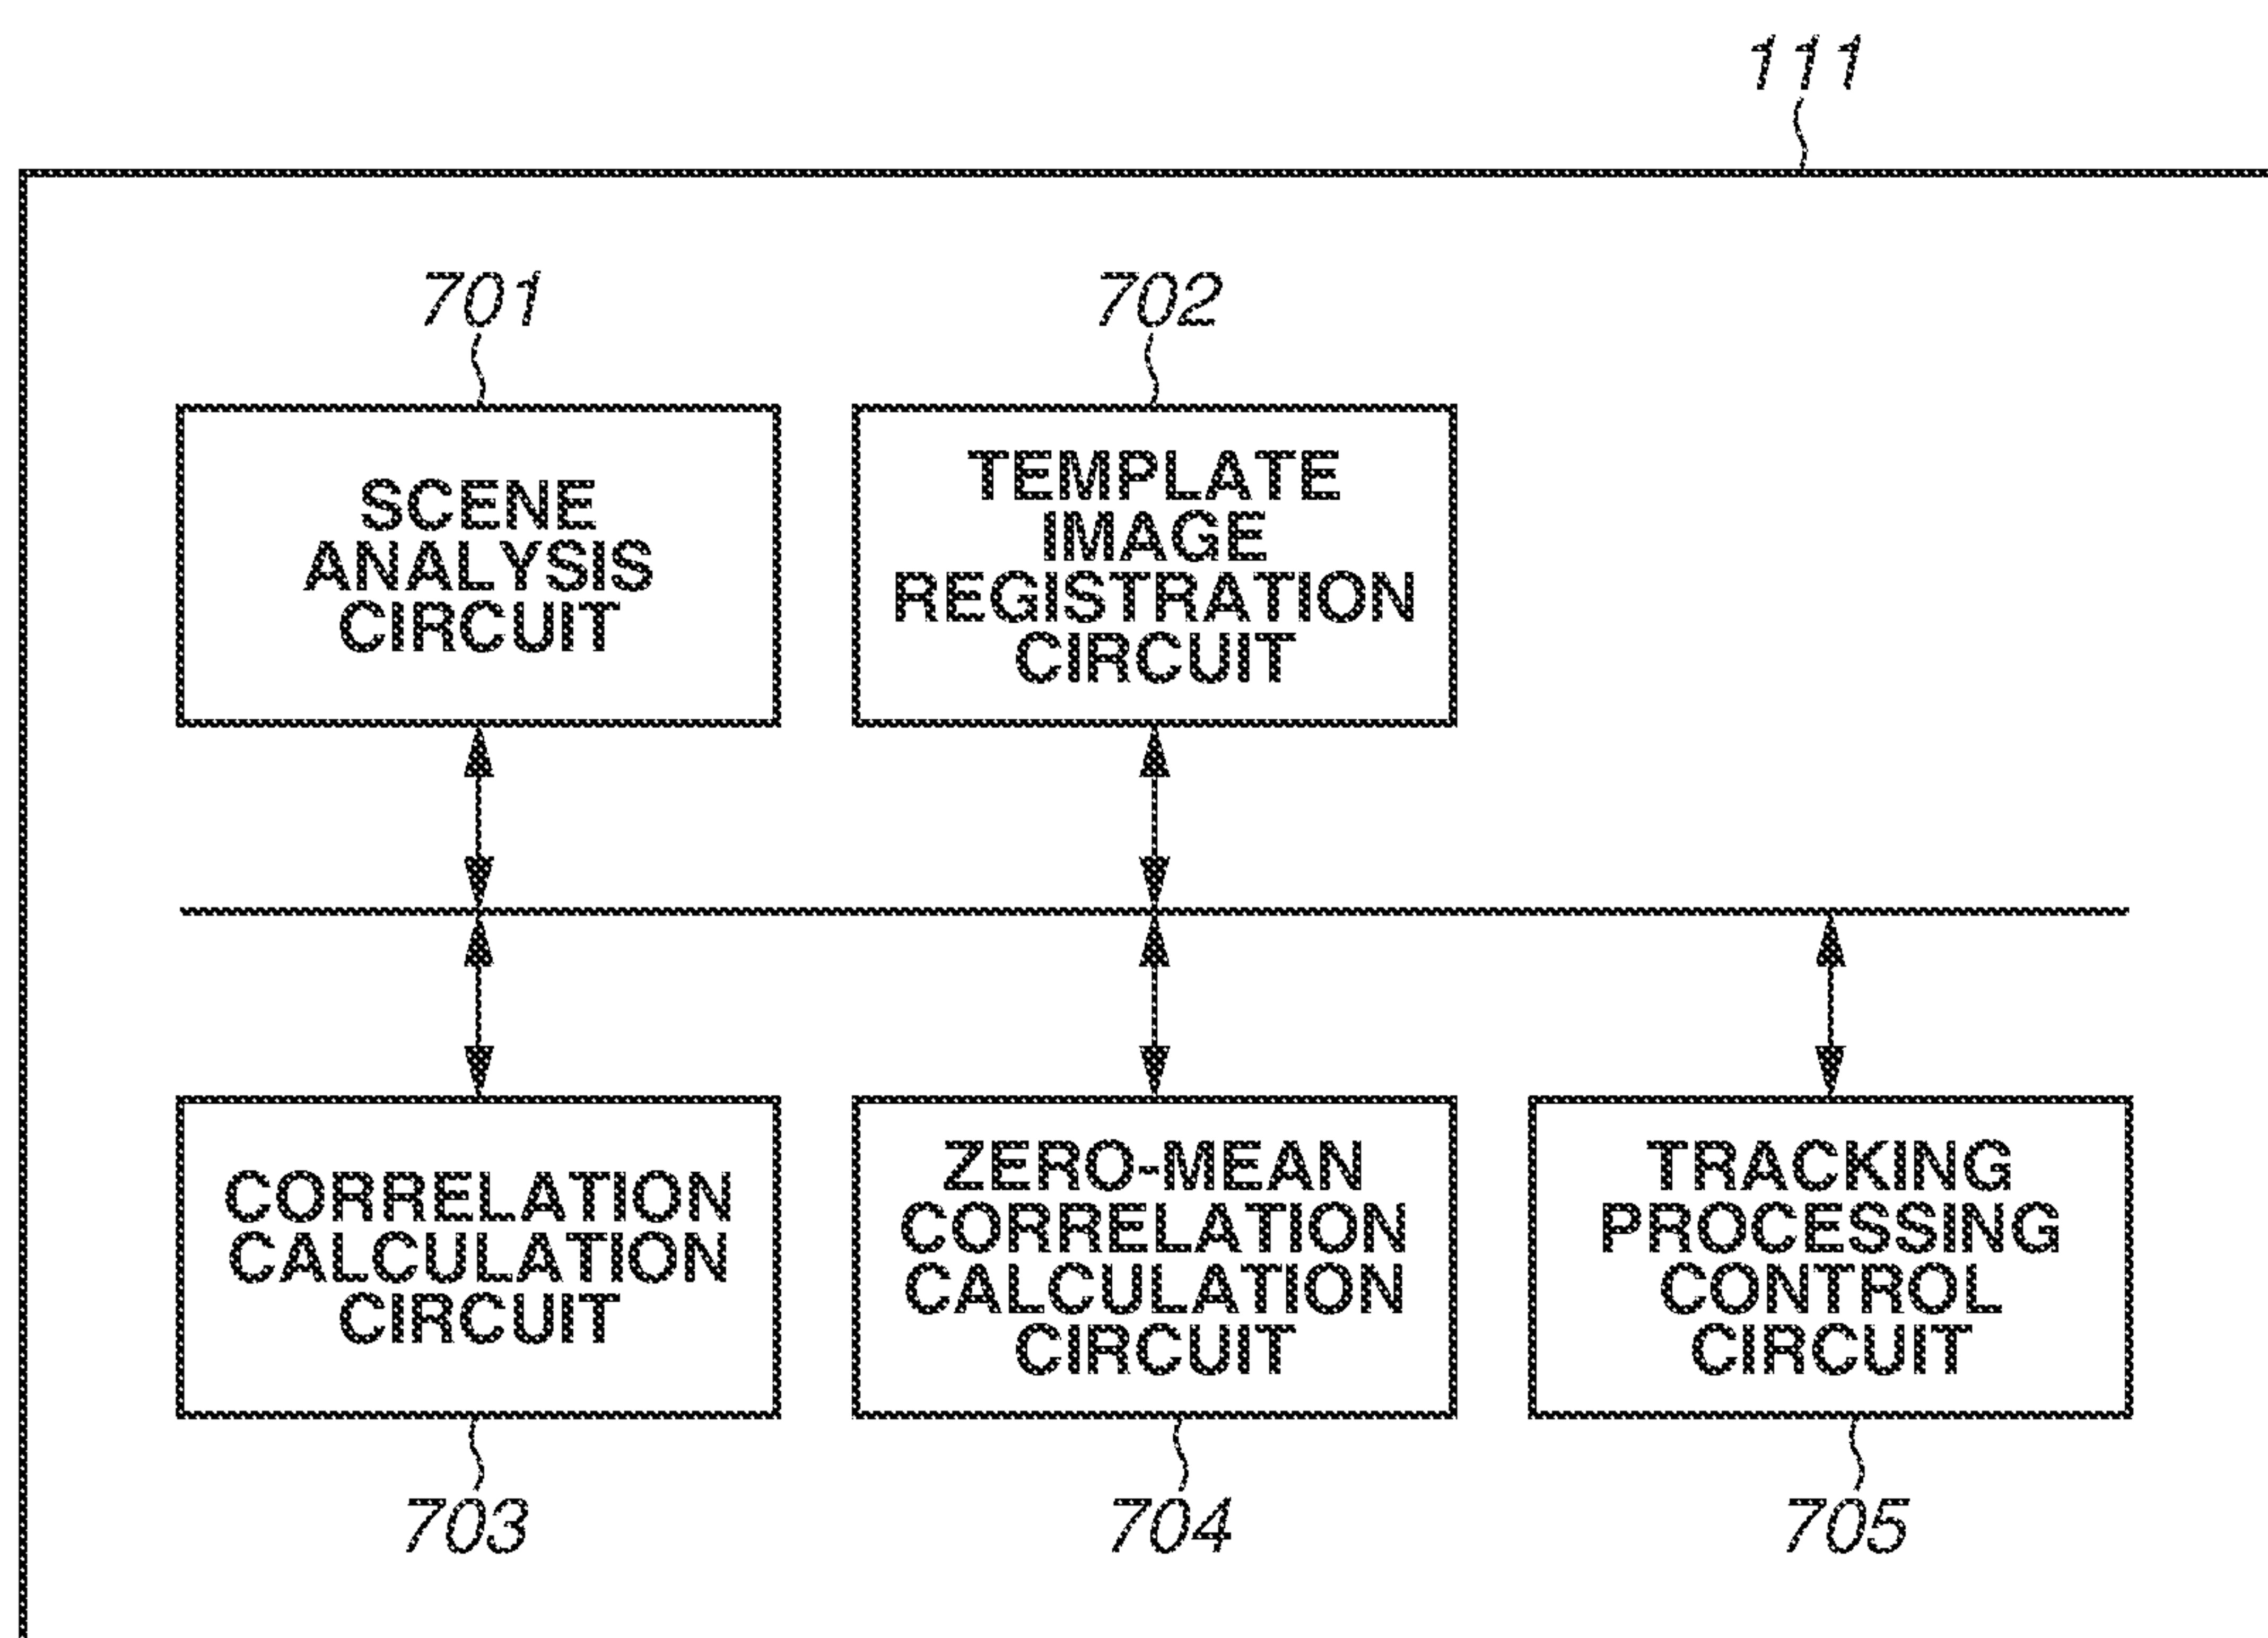 111
701
702
SCENE
ANALYSIS
CIRCUIT
TEMPLATE
IMAGE
REGISTRATION
CIRCUIT
CORRELATION
CALCULATION
CIRCUIT
ZERO-MEAN
CORRELATION
CALCULATION
CIRCUIT
TRACKING
PROCESSING
CONTROL
CIRCUIT
703
704
705